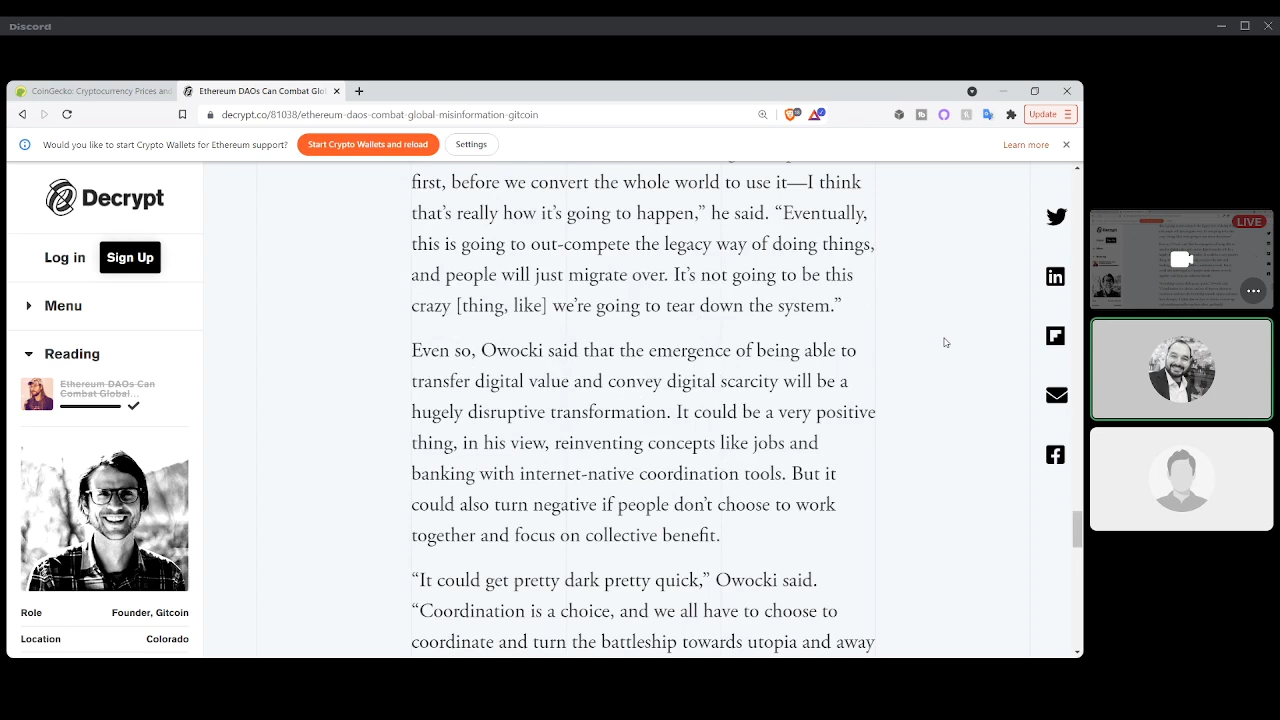 Discord
CoinGecko: Cryptocurrency Prices and
Ethereum DAOs Can Combat Glo
decrypt.co/81038/ethereum-daos-combat-global-misinformation-gitcoin
Update
Would you like to start Crypto Wallets for Ethereum support?
Start Crypto Wallets and reload
Settings
Learn more
Decrypt
Log in
Sign Up
Menu
Reading
Ethereum DAOs Can
Combat Global...
Role Founder, Gitcoin
Location Colorado
first, before we convert the whole world to use it—I think
that’s really how it’s going to happen,” he said. “Eventually,
this is going to out-compete the legacy way of doing things,
and people will just migrate over. It’s not going to be this
crazy [thing, like] we’re going to tear down the system.”
Even so, Owocki said that the emergence of being able to
transfer digital value and convey digital scarcity will be a
hugely disruptive transformation. It could be a very positive
thing, in his view, reinventing concepts like jobs and
banking with internet-native coordination tools. But it
could also turn negative if people don’t choose to work
together and focus on collective benefit.
“It could get pretty dark pretty quick,” Owocki said.
“Coordination is a choice, and we all have to choose to
coordinate and turn the battleship towards utopia and away
LIVE